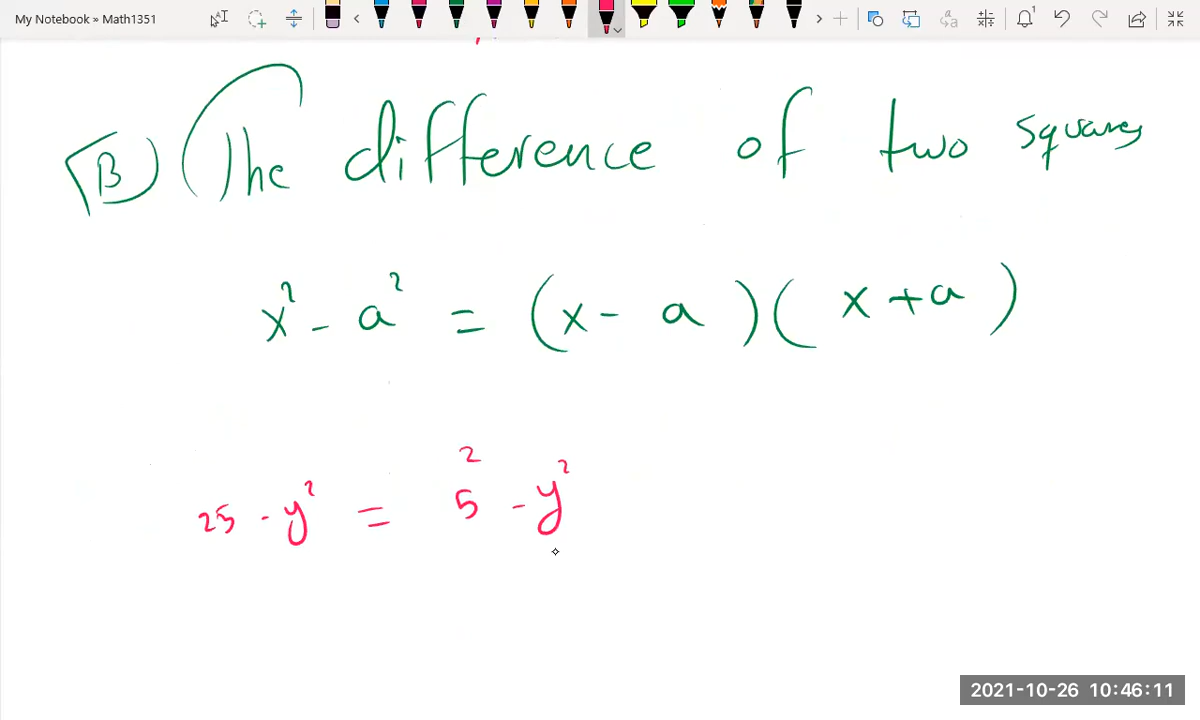 My Notebook » Math1351
B) The difference of two squares
x² - a² = (x - a)(x + a)
25 - y² = 5² - y²
2021-10-26 10:46:11